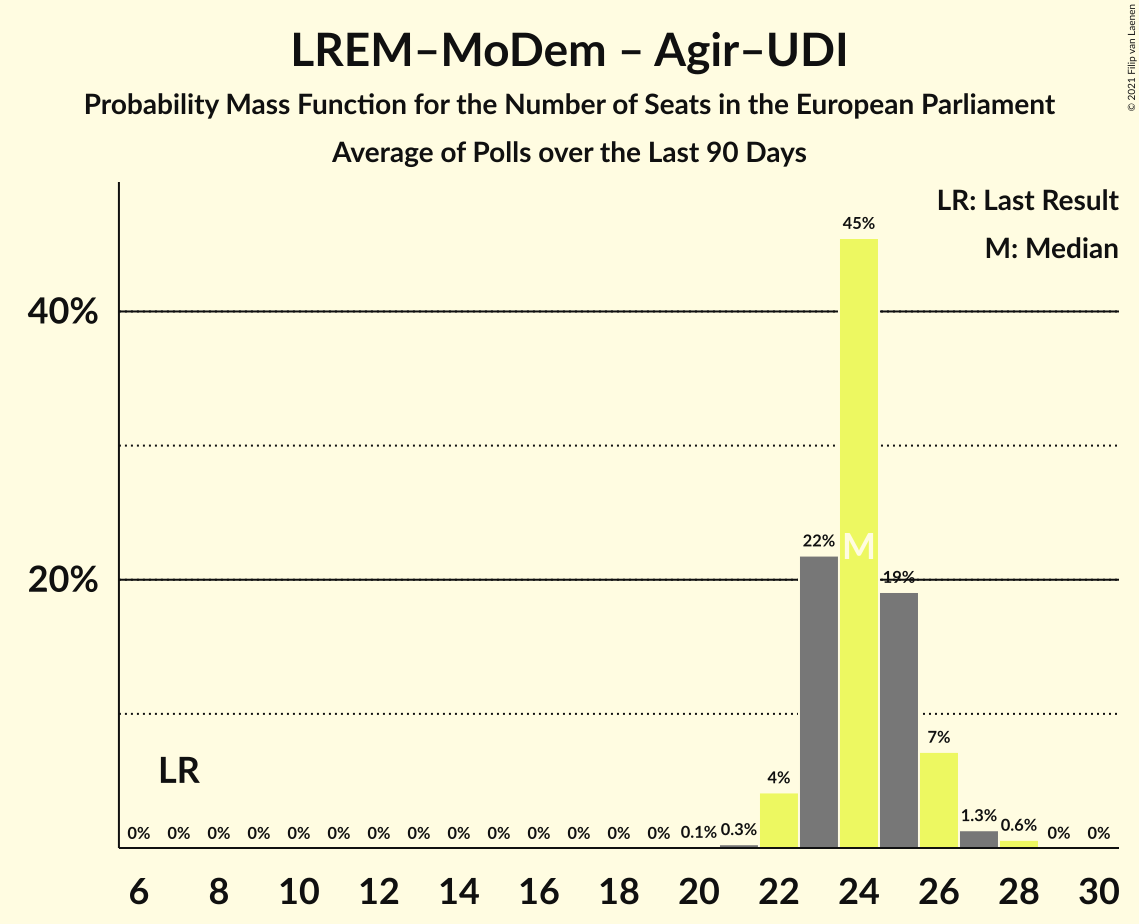 LREM–MoDem – Agir–UDI
Probability Mass Function for the Number of Seats in the European Parliament
Average of Polls over the Last 90 Days
© 2021 Filip van Laenen
LR: Last Result
M: Median
45%
40%
22%
M
19%
20%
7%
LR
4%
1.3%
0.6%
0% 0% 0% 0% 0% 0% 0% 0% 0% 0% 0% 0% 0% 0% 0.1% 0.3% 0% 0%
6 8 10 12 14 16 18 20 22 24 26 28 30